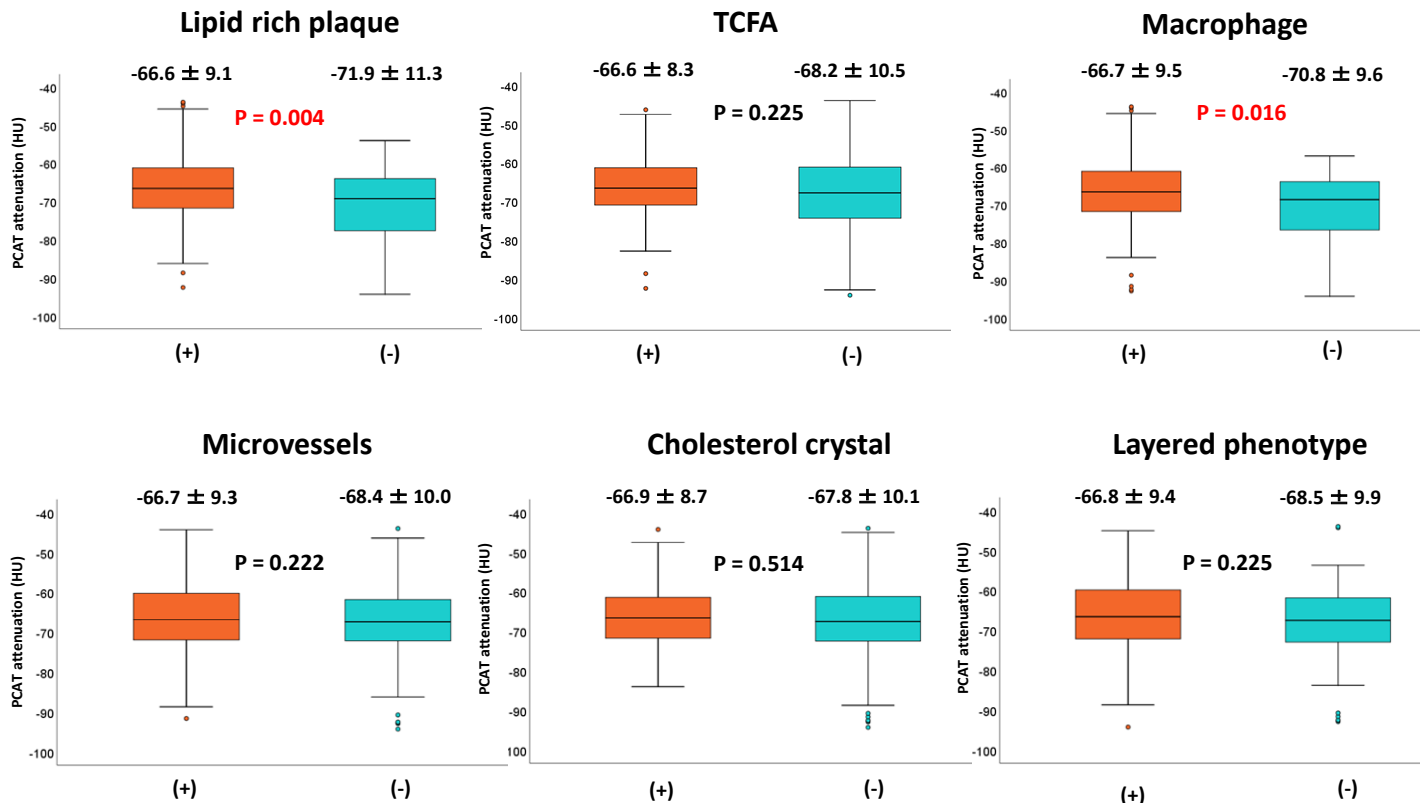 Lipid rich plaque
-66.6 ± 9.1
-71.9 ± 11.3
P = 0.004
PCAT attenuation (HU)
-40
-50
-60
-70
-80
-90
-100
(+)
(-)
TCFA
-66.6 ± 8.3
-68.2 ± 10.5
P = 0.225
PCAT attenuation (HU)
-40
-50
-60
-70
-80
-90
-100
(+)
(-)
Macrophage
-66.7 ± 9.5
-70.8 ± 9.6
P = 0.016
PCAT attenuation (HU)
-40
-50
-60
-70
-80
-90
-100
(+)
(-)
Microvessels
-66.7 ± 9.3
-68.4 ± 10.0
P = 0.222
PCAT attenuation (HU)
-40
-50
-60
-70
-80
-90
-100
(+)
(-)
Cholesterol crystal
-66.9 ± 8.7
-67.8 ± 10.1
P = 0.514
PCAT attenuation (HU)
-40
-50
-60
-70
-80
-90
100
(+)
(-)
Layered phenotype
-66.8 ± 9.4
-68.5 ± 9.9
P = 0.225
PCAT attenuation (HU)
-40
-50
-60
-70
-80
-90
-100
(+)
(-)